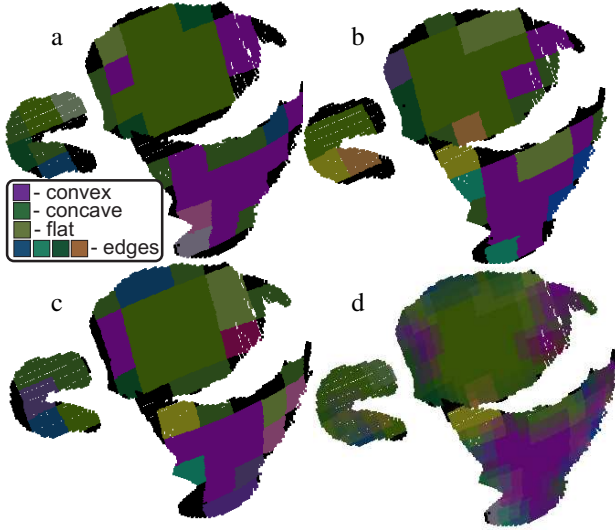 a
b
- convex
- concave
- flat
- edges
c
d